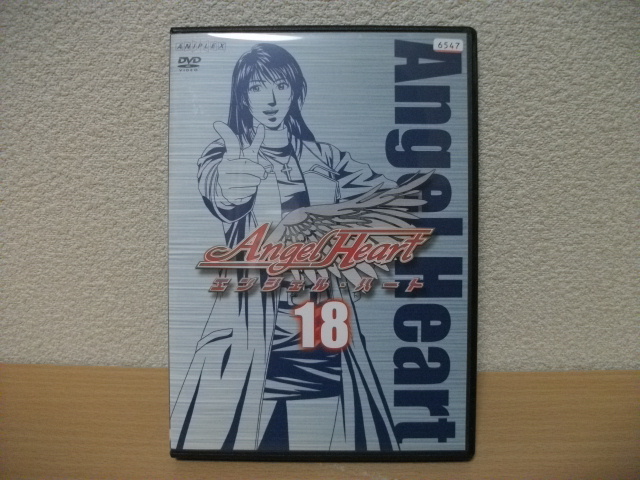 ANIPLEX
6547
DVD
Angel Heart
Angel Heart
エンジェル・ハート
18